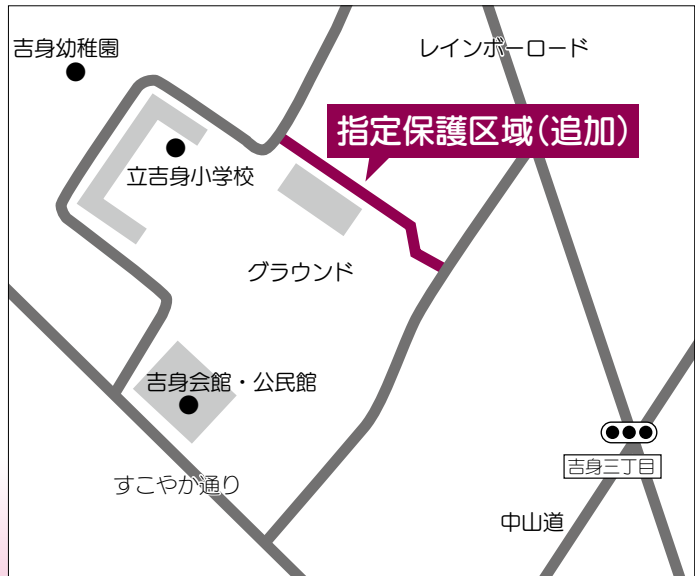 吉身幼稚園
レインボーロード
指定保護区域(追加)
立吉身小学校
グラウンド
吉身会館・公民館
吉身三丁目
すこやか通り
中山道